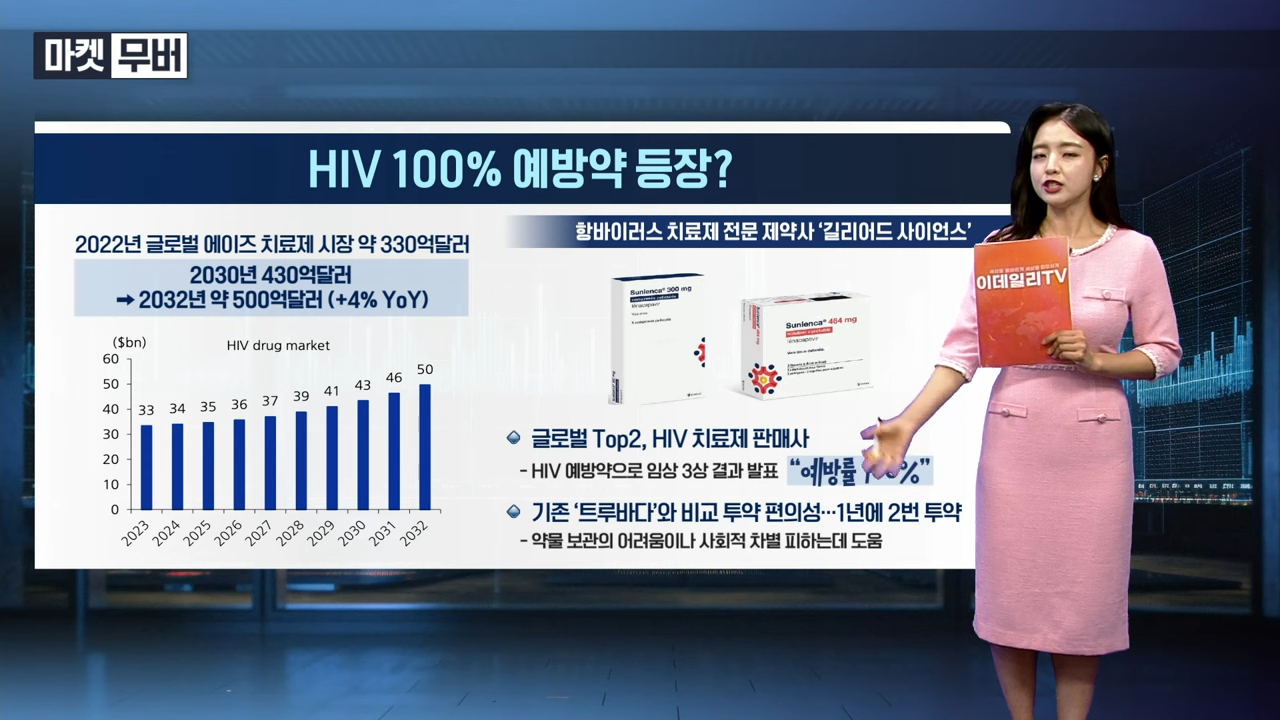 마켓 무버
HIV 100% 예방약 등장?
2022년 글로벌 에이즈 치료제 시장 약 330억달러
2030년 430억달러
➡ 2032년 약 500억달러 (+4% YoY)
($bn)
HIV drug market
60
50
40
30
20
10
0
33 34 35 36 37 39 41 43 46 50
2023 2024 2025 2026 2027 2028 2029 2030 2031 2032
항바이러스 치료제 전문 제약사 ‘길리어드 사이언스’
Sunlenca® 300 mg
lénacapavir
Sunlenca® 464 mg
lénacapavir
글로벌 Top2, HIV 치료제 판매사
- HIV 예방약으로 임상 3상 결과 발표 “예방률 %”
기존 ‘트루바다’와 비교 투약 편의성…1년에 2번 투약
- 약물 보관의 어려움이나 사회적 차별 피하는데 도움
이데일리TV